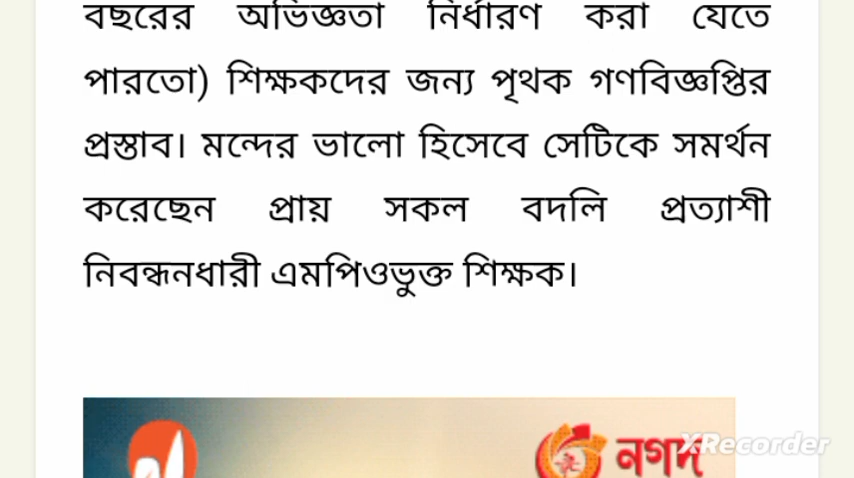 বছরের অভিজ্ঞতা নির্ধারণ করা যেতে
পারতো) শিক্ষকদের জন্য পৃথক গণবিজ্ঞপ্তির
প্রস্তাব। মন্দের ভালো হিসেবে সেটিকে সমর্থন
করেছেন প্রায় সকল বদলি প্রত্যাশী
নিবন্ধনধারী এমপিওভুক্ত শিক্ষক।
নগদ
XRecorder